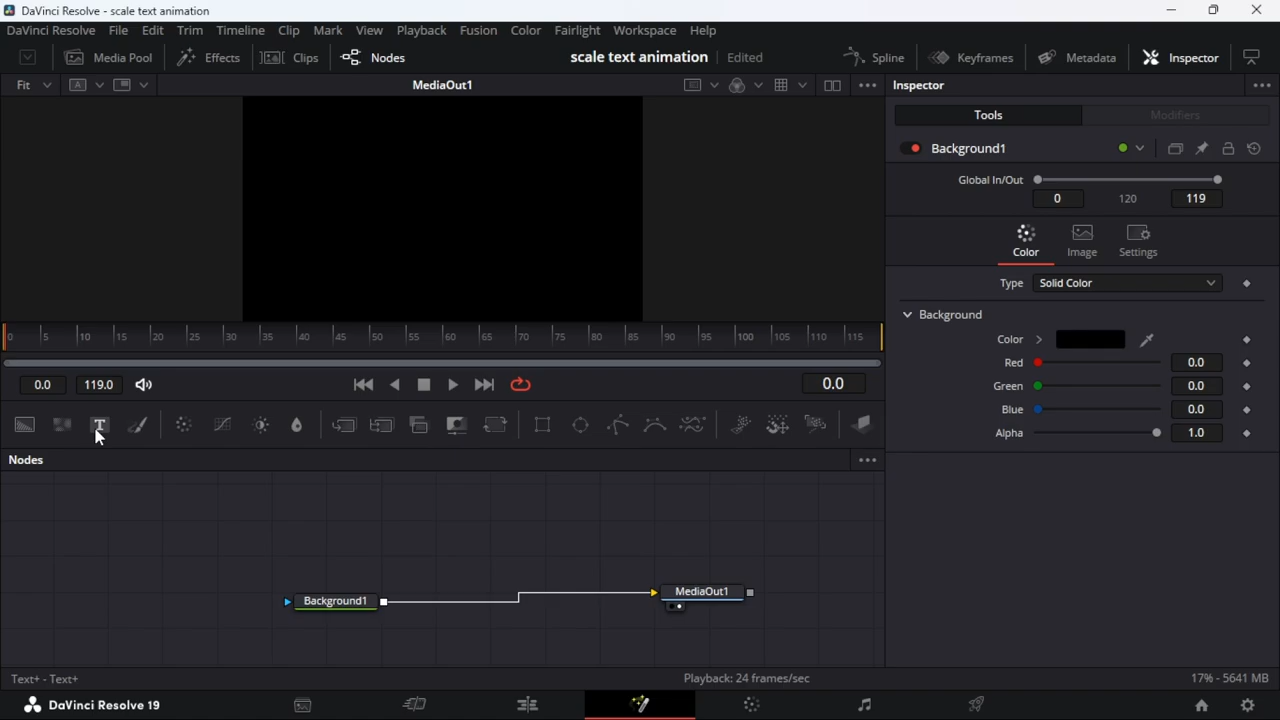 DaVinci Resolve - scale text animation
DaVinci Resolve File Edit Trim Timeline Clip Mark View Playback Fusion Color Fairlight Workspace Help
Media Pool Effects Clips Nodes scale text animation Edited Spline Keyframes Metadata Inspector
Fit A MediaOut1 Inspector
Tools Modifiers
Background1
Global In/Out
0 120 119
Color Image Settings
Type Solid Color
Background
Color
Red 0.0
Green 0.0
Blue 0.0
Alpha 1.0
0 5 10 15 20 25 30 35 40 45 50 55 60 65 70 75 80 85 90 95 100 105 110 115
0.0 119.0 0.0
T
Nodes
Background1 MediaOut1
Text+ - Text+ Playback: 24 frames/sec 17% - 5641 MB
DaVinci Resolve 19